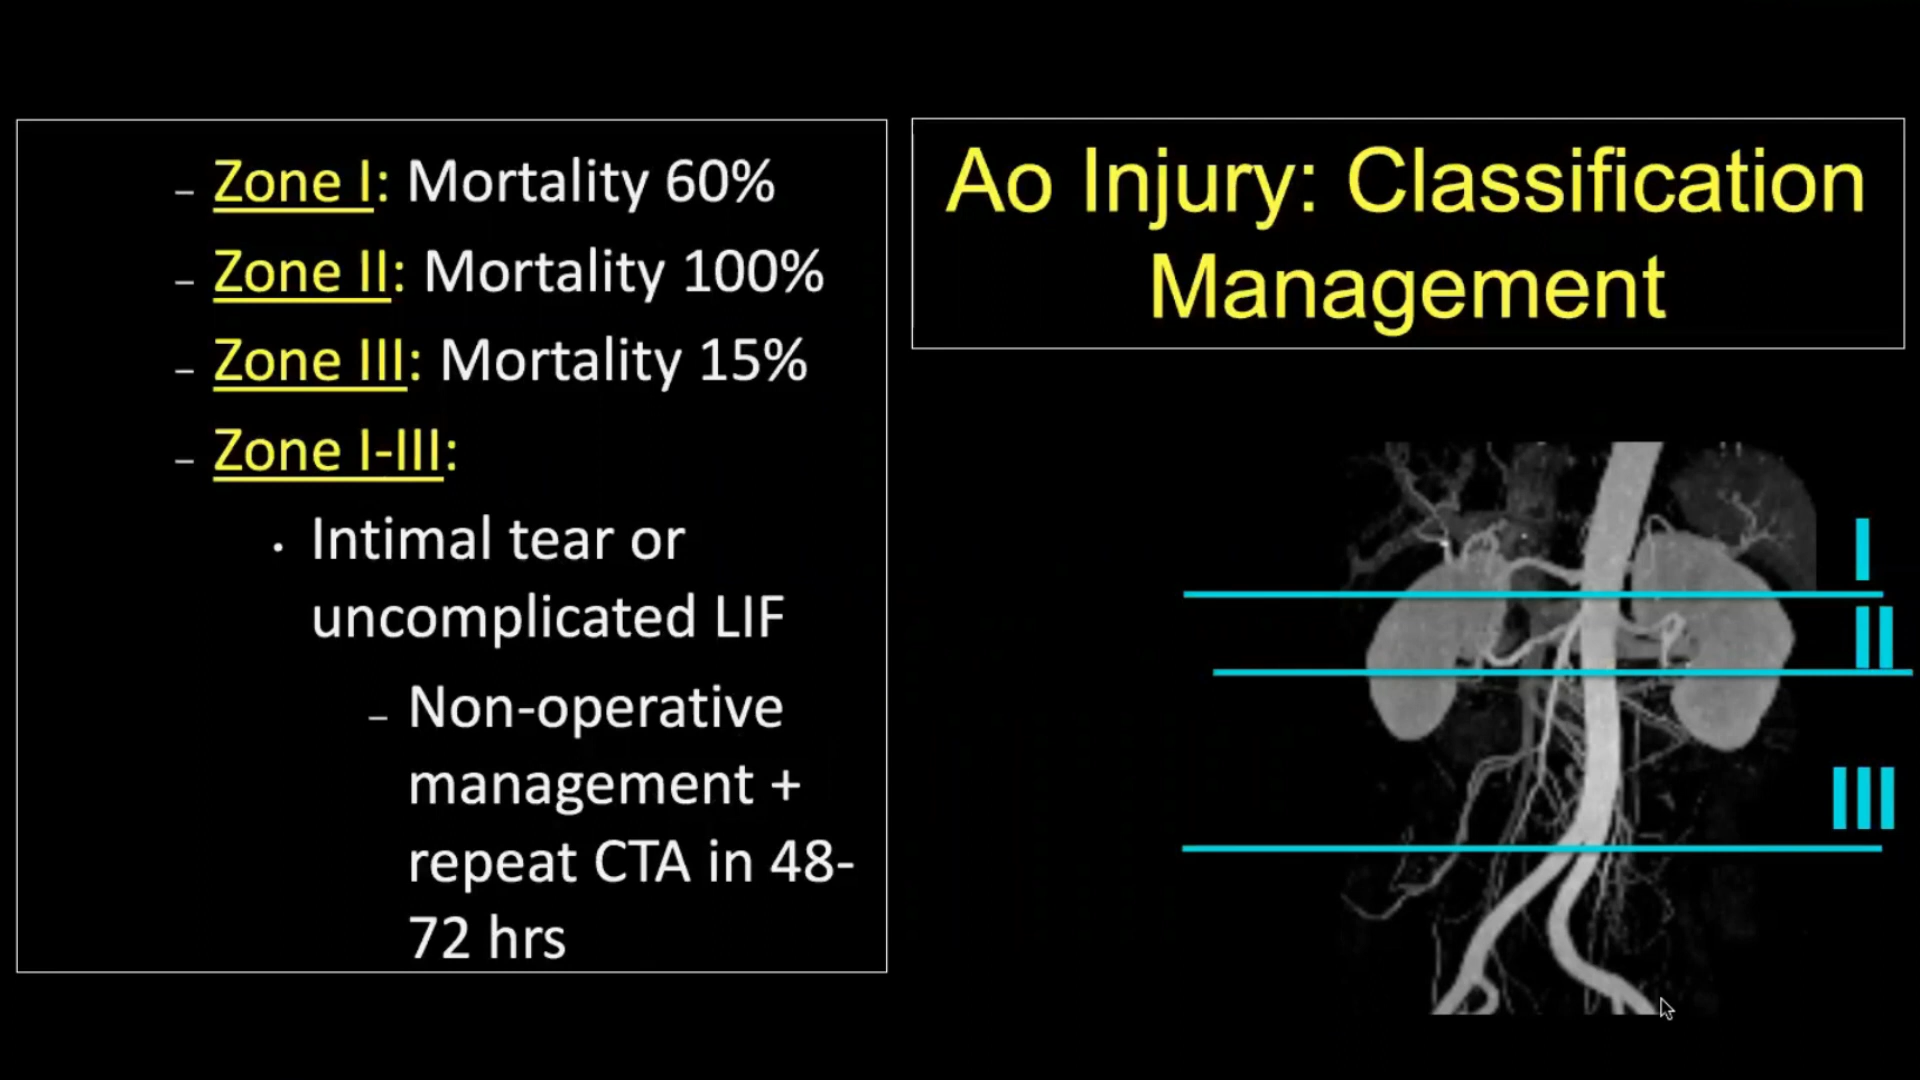 Ao Injury: Classification
Management
– Zone I: Mortality 60%
– Zone II: Mortality 100%
– Zone III: Mortality 15%
– Zone I-III:
· Intimal tear or
uncomplicated LIF
– Non-operative
management +
repeat CTA in 48-
72 hrs
I
II
III